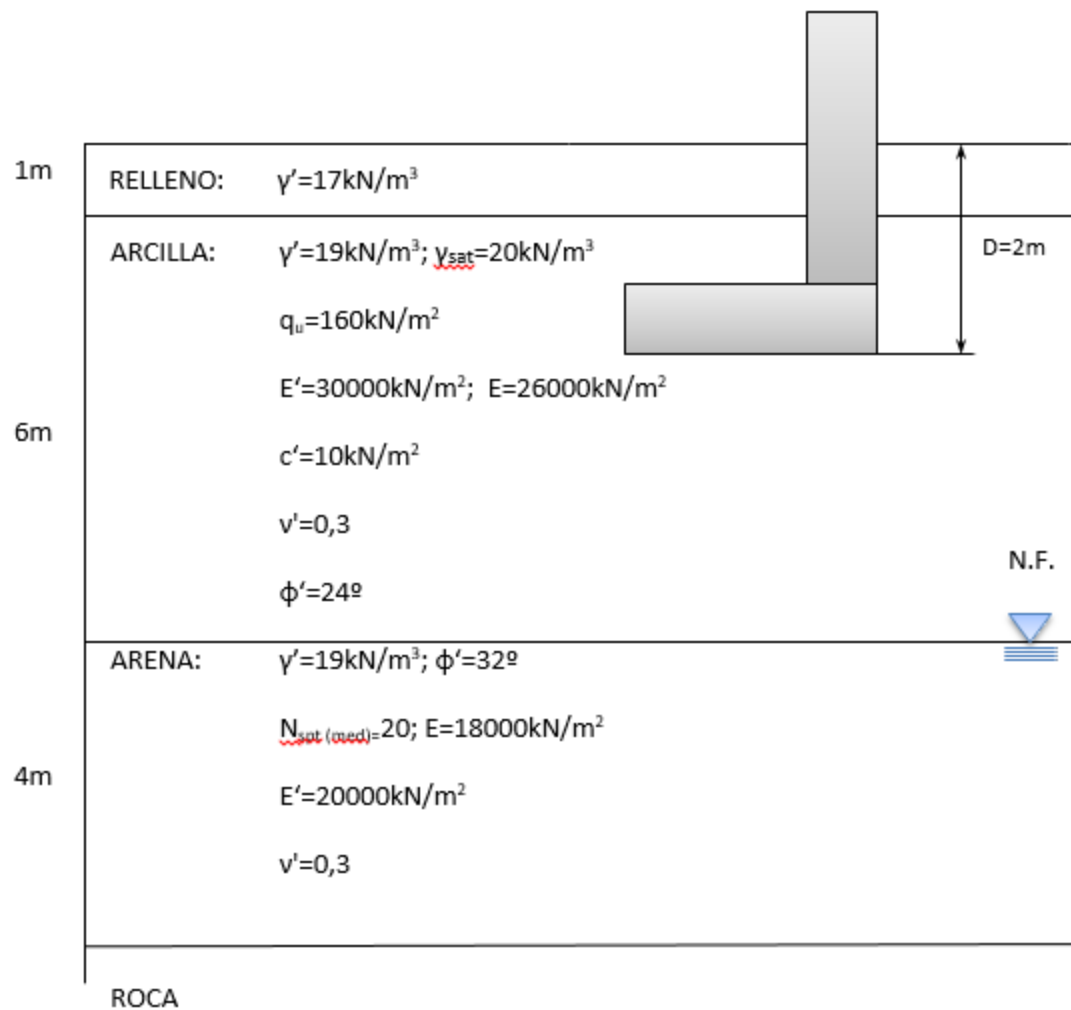 1m
RELLENO: γ’=17kN/m³
ARCILLA: γ’=19kN/m³; γsat=20kN/m³
D=2m
qᵤ=160kN/m²
E‘=30000kN/m²; E=26000kN/m²
6m
c‘=10kN/m²
ν'=0,3
N.F.
ϕ‘=24º
ARENA: γ’=19kN/m³; ϕ‘=32º
Nspt (med)=20; E=18000kN/m²
4m
E‘=20000kN/m²
ν'=0,3
ROCA